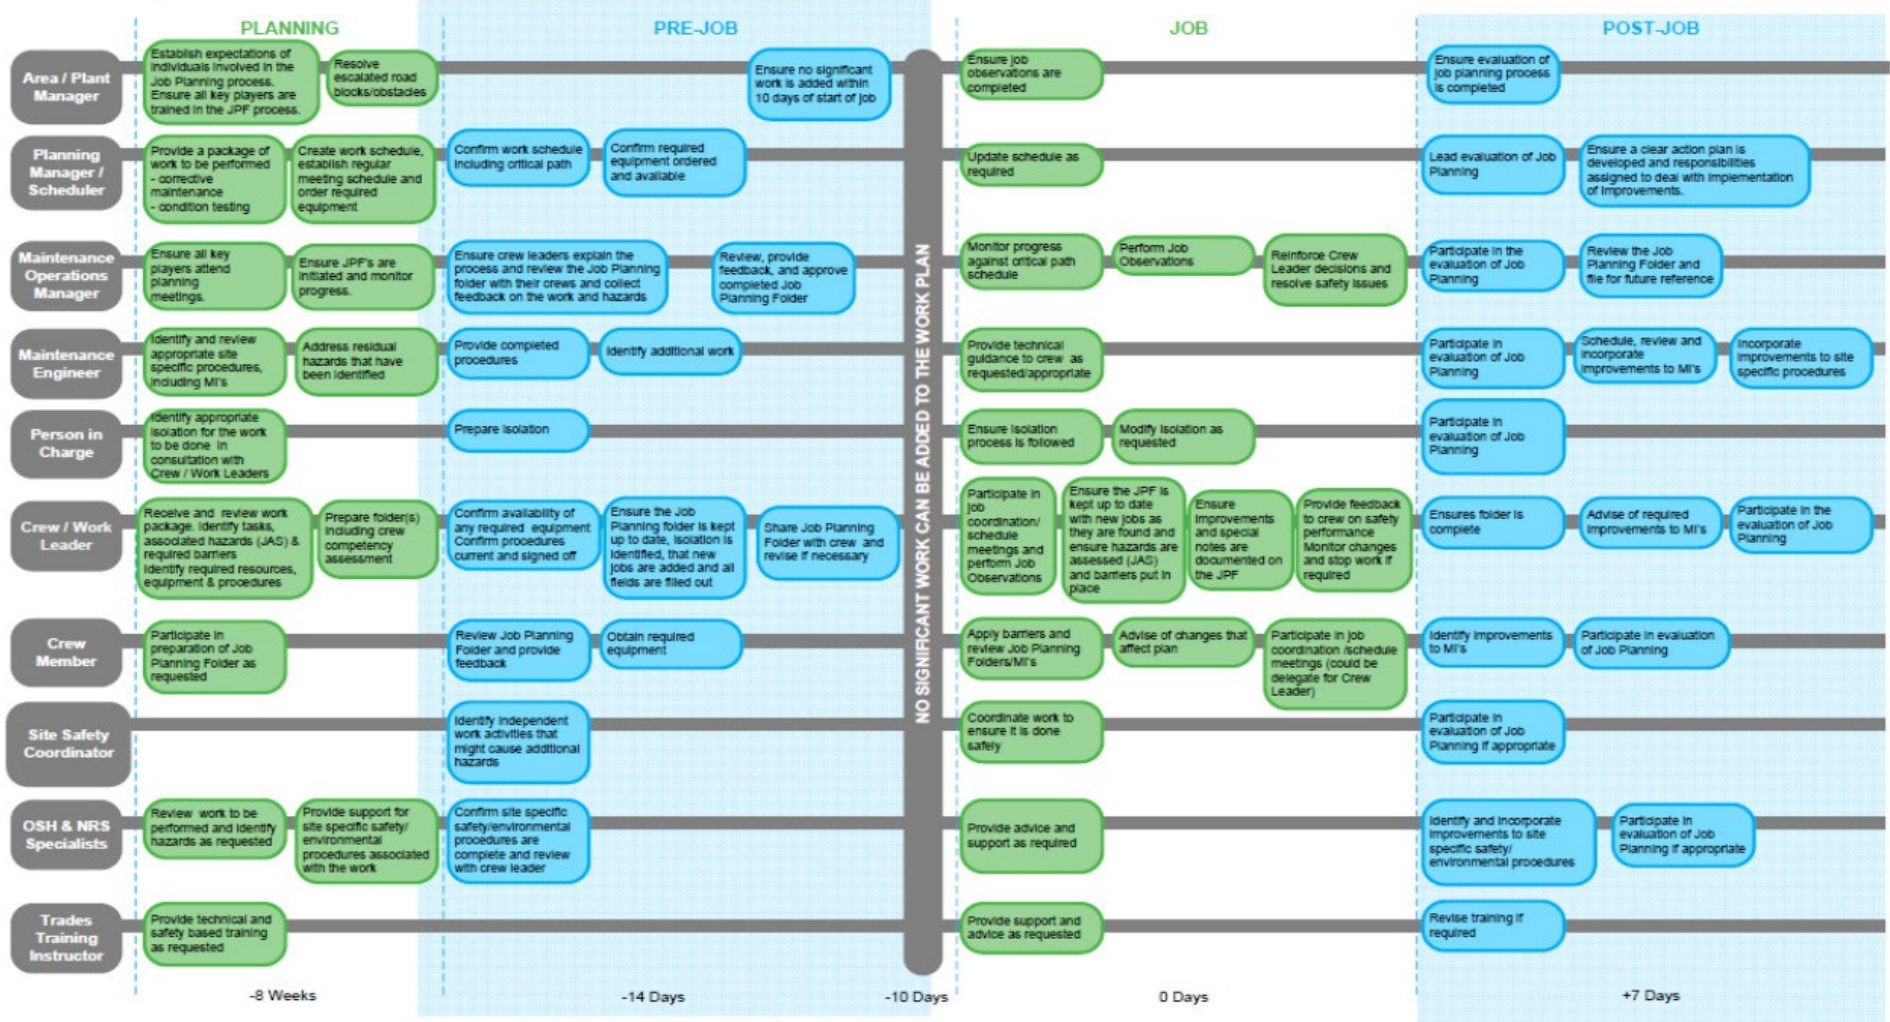 PLANNING
PRE-JOB
JOB
POST-JOB
Area / Plant
Manager
Establish expectations of
individuals involved in the
Job Planning process.
Ensure all key players are
trained in the JPF process.
Resolve
escalated road
blocks/obstacles
Ensure no significant
work is added within
10 days of start of job
Ensure job
observations are
completed
Ensure evaluation of
job planning process
is completed
Planning
Manager /
Scheduler
Provide a package of
work to be performed
- corrective
maintenance
- condition testing
Create work schedule,
establish regular
meeting schedule and
order required
equipment
Confirm work schedule
including critical path
Confirm required
equipment ordered
and available
Update schedule as
required
Lead evaluation of Job
Planning
Ensure a clear action plan is
developed and responsibilities
assigned to deal with implementation
of improvements.
Maintenance
Operations
Manager
Ensure all key
players attend
planning
meetings.
Ensure JPF's are
initiated and monitor
progress.
Ensure crew leaders explain the
process and review the Job Planning
folder with their crews and collect
feedback on the work and hazards
Review, provide
feedback, and approve
completed Job
Planning Folder
Monitor progress
against critical path
schedule
Perform Job
Observations
Reinforce Crew
Leader decisions and
resolve safety issues
Participate in the
evaluation of Job
Planning
Review the Job
Planning Folder and
file for future reference
Maintenance
Engineer
Identify and review
appropriate site
specific procedures,
including MI's
Address residual
hazards that have
been identified
Provide completed
procedures
Identify additional work
Provide technical
guidance to crew as
requested/appropriate
Participate in
evaluation of Job
Planning
Schedule, review and
incorporate
improvements to MI's
Incorporate
improvements to site
specific procedures
Person in
Charge
Identify appropriate
isolation for the work
to be done in
consultation with
Crew / Work Leaders
Prepare isolation
Ensure isolation
process is followed
Modify isolation as
requested
Participate in
evaluation of Job
Planning
Crew / Work
Leader
Receive and review work
package. Identify tasks,
associated hazards (JAS) &
required barriers
Identify required resources,
equipment & procedures
Prepare folder(s)
including crew
competency
assessment
Confirm availability of
any required equipment
Confirm procedures
current and signed off
Ensure the Job
Planning folder is kept
up to date, isolation is
identified, that new
jobs are added and all
fields are filled out
Share Job Planning
Folder with crew and
revise if necessary
Participate in
job
coordination/
schedule
meetings and
perform Job
Observations
Ensure the JPF is
kept up to date
with new jobs as
they are found and
ensure hazards are
assessed (JAS)
and barriers put in
place
Ensure
improvements
and special
notes are
documented on
the JPF
Provide feedback
to crew on safety
performance
Monitor changes
and stop work if
required
Ensures folder is
complete
Advise of required
improvements to MI's
Participate in the
evaluation of Job
Planning
Crew
Member
Participate in
preparation of Job
Planning Folder as
requested
Review Job Planning
Folder and provide
feedback
Obtain required
equipment
Apply barriers and
review Job Planning
Folders/MI's
Advise of changes that
affect plan
Participate in job
coordination /schedule
meetings (could be
delegate for Crew
Leader)
Identify improvements
to MI's
Participate in evaluation
of Job Planning
Site Safety
Coordinator
Identify independent
work activities that
might cause additional
hazards
Coordinate work to
ensure it is done
safely
Participate in
evaluation of Job
Planning if appropriate
OSH & NRS
Specialists
Review work to be
performed and identify
hazards as requested
Provide support for
site specific safety/
environmental
procedures associated
with the work
Confirm site specific
safety/environmental
procedures are
complete and review
with crew leader
Provide advice and
support as required
Identify and incorporate
improvements to site
specific safety/
environmental procedures
Participate in
evaluation of Job
Planning if appropriate
Trades
Training
Instructor
Provide technical and
safety based training
as requested
Provide support and
advice as requested
Revise training if
required
NO SIGNIFICANT WORK CAN BE ADDED TO THE WORK PLAN
-8 Weeks
-14 Days
-10 Days
0 Days
+7 Days